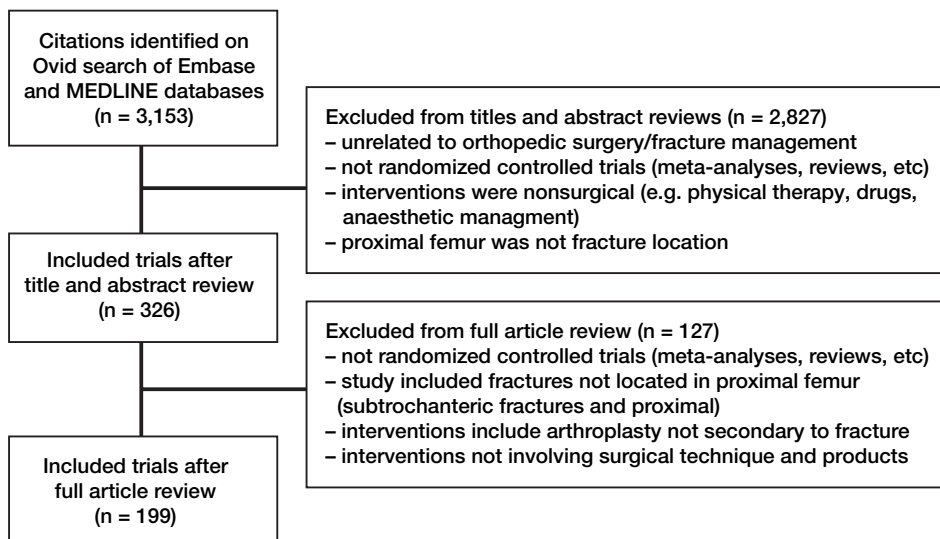 Citations identified on
Ovid search of Embase
and MEDLINE databases
(n = 3,153)
Excluded from titles and abstract reviews (n = 2,827)
– unrelated to orthopedic surgery/fracture management
– not randomized controlled trials (meta-analyses, reviews, etc)
– interventions were nonsurgical (e.g. physical therapy, drugs,
anaesthetic managment)
– proximal femur was not fracture location
Included trials after
title and abstract review
(n = 326)
Excluded from full article review (n = 127)
– not randomized controlled trials (meta-analyses, reviews, etc)
– study included fractures not located in proximal femur
(subtrochanteric fractures and proximal)
– interventions include arthroplasty not secondary to fracture
– interventions not involving surgical technique and products
Included trials after
full article review
(n = 199)